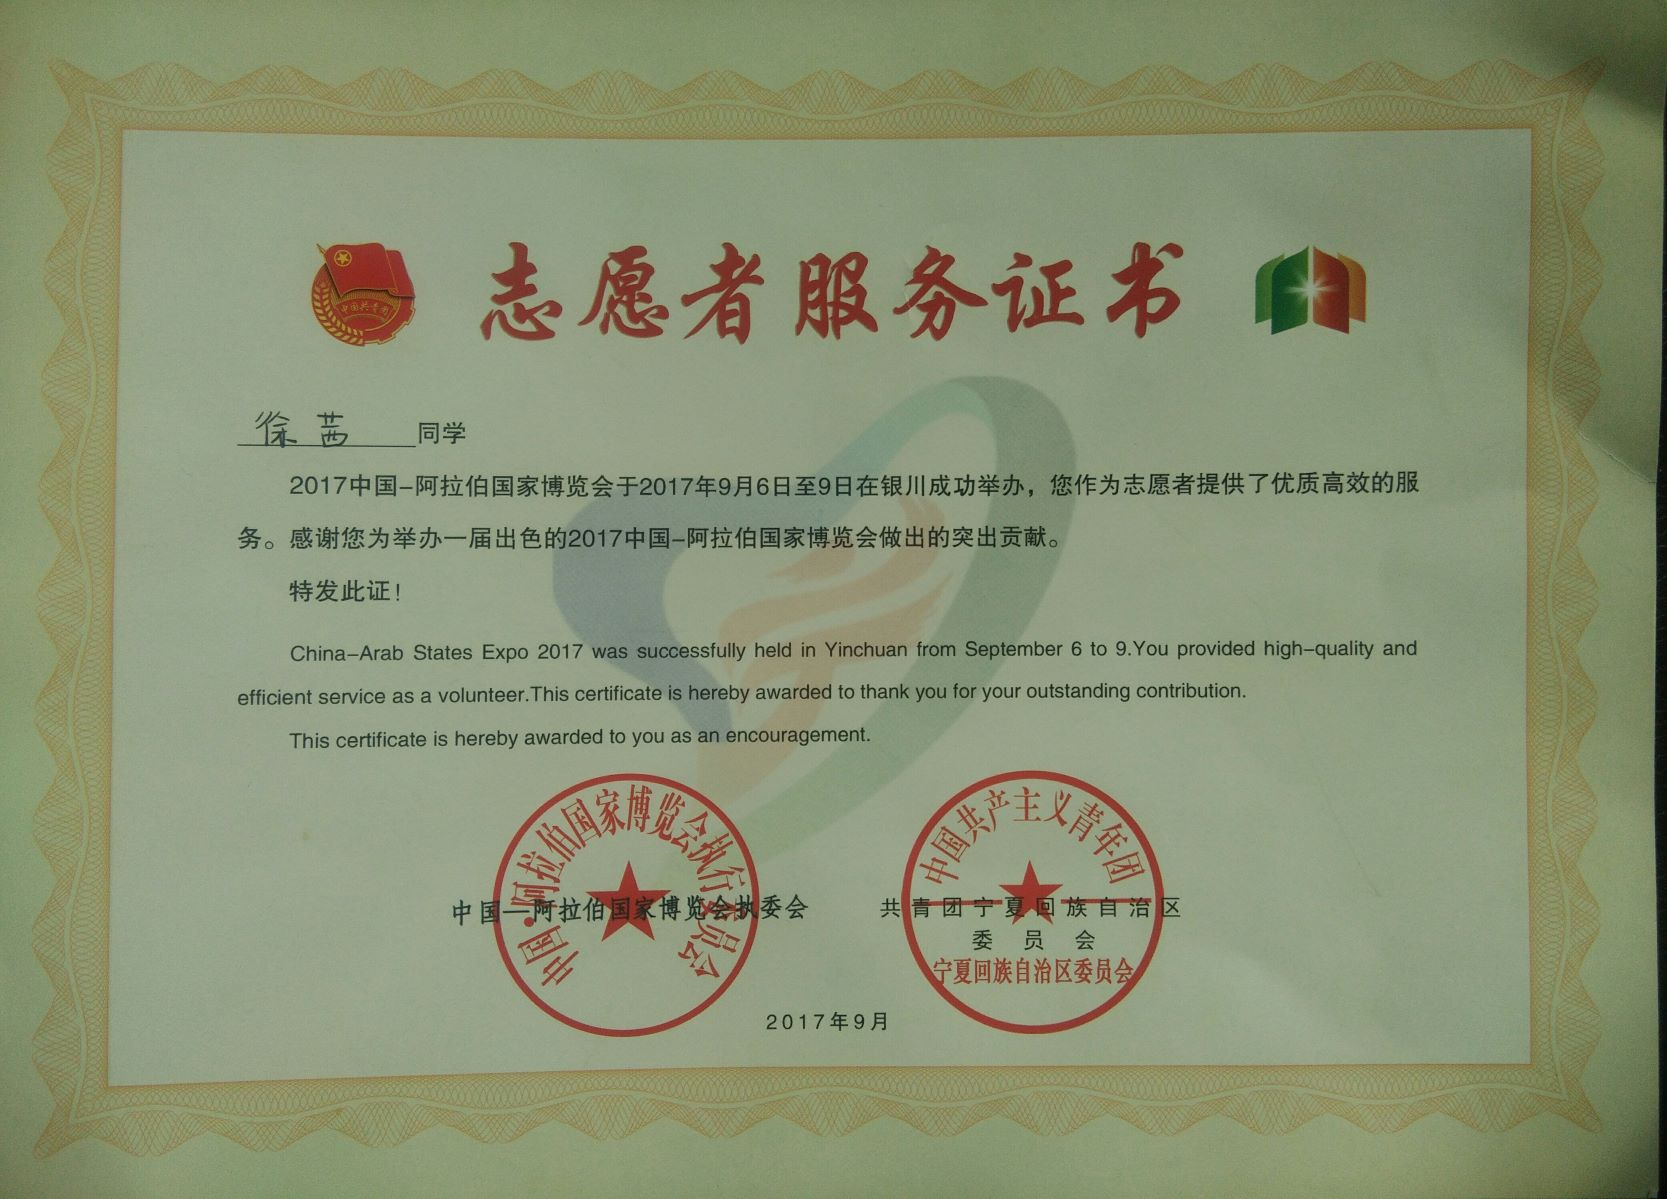 志愿者服务证书
中国共青团
徐茜 同学
2017中国-阿拉伯国家博览会于2017年9月6日至9日在银川成功举办，您作为志愿者提供了优质高效的服
务。感谢您为举办一届出色的2017中国-阿拉伯国家博览会做出的突出贡献。
特发此证！
China-Arab States Expo 2017 was successfully held in Yinchuan from September 6 to 9.You provided high-quality and
efficient service as a volunteer.This certificate is hereby awarded to thank you for your outstanding contribution.
This certificate is hereby awarded to you as an encouragement.
中国·阿拉伯国家博览会执行委员会
中国—阿拉伯国家博览会执委会
中国共产主义青年团
共青团宁夏回族自治区
委员会
宁夏回族自治区委员会
2017年9月